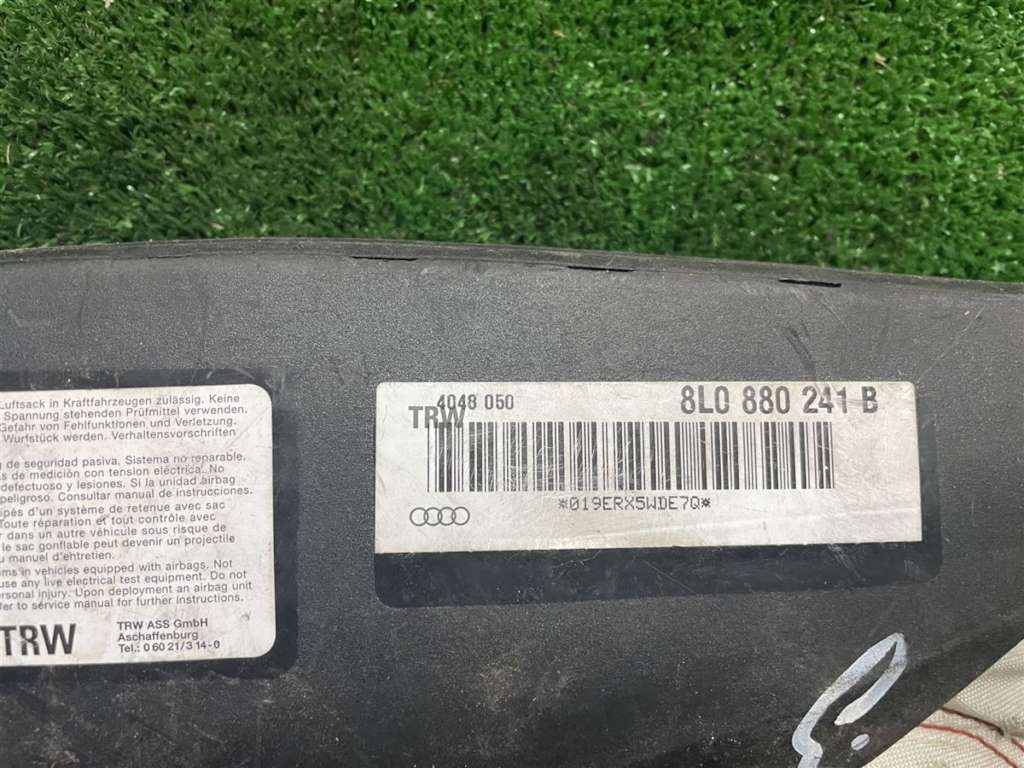 Luftsack in Kraftfahrzeugen zulässig. Keine
Spannung stehenden Prüfmittel verwenden.
Gefahr von Fehlfunktionen und Verletzung.
Wurfstück werden. Verhaltensvorschriften
de seguridad pasiva. Sistema no reparable.
de medición con tensión eléctrica. No
defectuoso y lesiones. Si la unidad airbag
peligroso. Consultar manual de instrucciones.
d'un système de retenue avec sac
Toute réparation et tout contrôle avec
dans un autre véhicule sous risque de
le sac gonflable peut devenir un projectile
manuel d'éhtretien.
in vehicles equipped with airbags. Not
use any live electrical test equipment. Do not
personal injury. Upon deployment an airbag unit
to service manual for further instructions.
TRW
TRW ASS GmbH
Aschaffenburg
Tel.: 0 60 21/3 14-0
4048 050
TRW
8L0 880 241 B
*019ERX5WDE7Q*